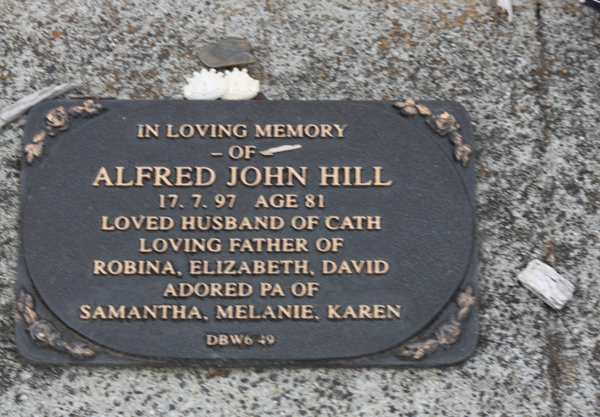 IN LOVING MEMORY
- OF -
ALFRED JOHN HILL
17. 7. 97 AGE 81
LOVED HUSBAND OF CATH
LOVING FATHER OF
ROBINA, ELIZABETH, DAVID
ADORED PA OF
SAMANTHA, MELANIE, KAREN
DBW6 49